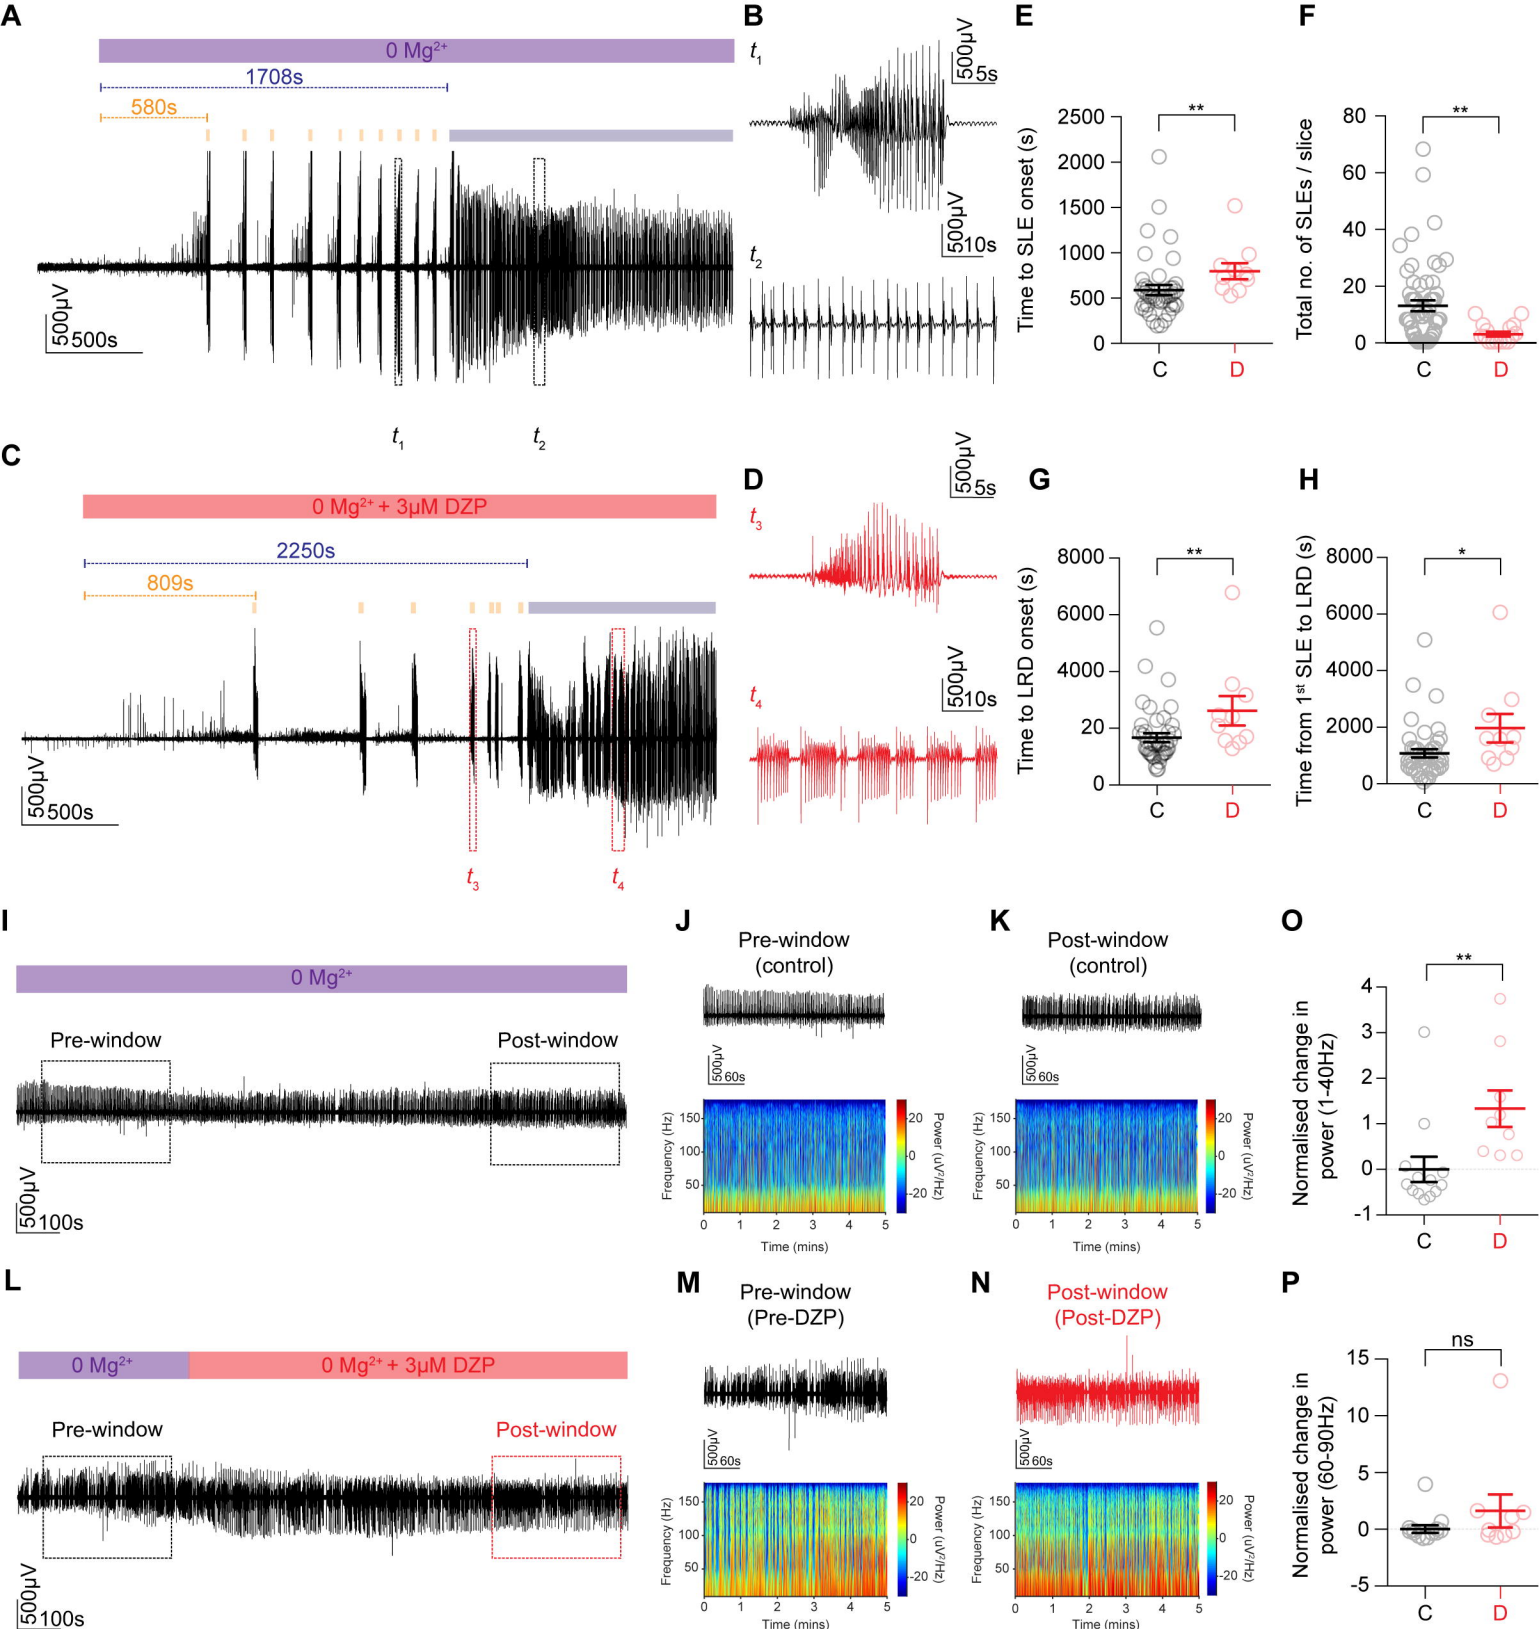 A
0 Mg²⁺
1708s
580s
500µV
500s
t₁
t₂
B
t₁
500µV
5s
500µV
10s
t₂
E
Time to SLE onset (s)
2500
2000
1500
1000
500
0
**
C
D
F
Total no. of SLEs / slice
80
60
40
20
0
**
C
D
C
0 Mg²⁺ + 3µM DZP
2250s
809s
500µV
500s
t₃
t₄
D
500µV
5s
t₃
500µV
10s
t₄
G
Time to LRD onset (s)
8000
6000
4000
20
0
**
C
D
H
Time from 1ˢᵗ SLE to LRD (s)
8000
6000
4000
2000
0
*
C
D
I
0 Mg²⁺
Pre-window
Post-window
500µV
100s
J
Pre-window
(control)
500µV
60s
Frequency (Hz)
150
100
50
0 1 2 3 4 5
Time (mins)
20
0
-20
Power (uV²/Hz)
K
Post-window
(control)
500µV
60s
Frequency (Hz)
150
100
50
0 1 2 3 4 5
Time (mins)
20
0
-20
Power (uV²/Hz)
O
Normalised change in
power (1-40Hz)
4
3
2
1
0
-1
**
C
D
L
0 Mg²⁺
0 Mg²⁺ + 3µM DZP
Pre-window
Post-window
500µV
100s
M
Pre-window
(Pre-DZP)
500µV
60s
Frequency (Hz)
150
100
50
0 1 2 3 4 5
Time (mins)
20
0
-20
Power (uV²/Hz)
N
Post-window
(Post-DZP)
500µV
60s
Frequency (Hz)
150
100
50
0 1 2 3 4 5
Time (mins)
20
0
-20
Power (uV²/Hz)
P
Normalised change in
power (60-90Hz)
15
10
5
0
-5
ns
C
D